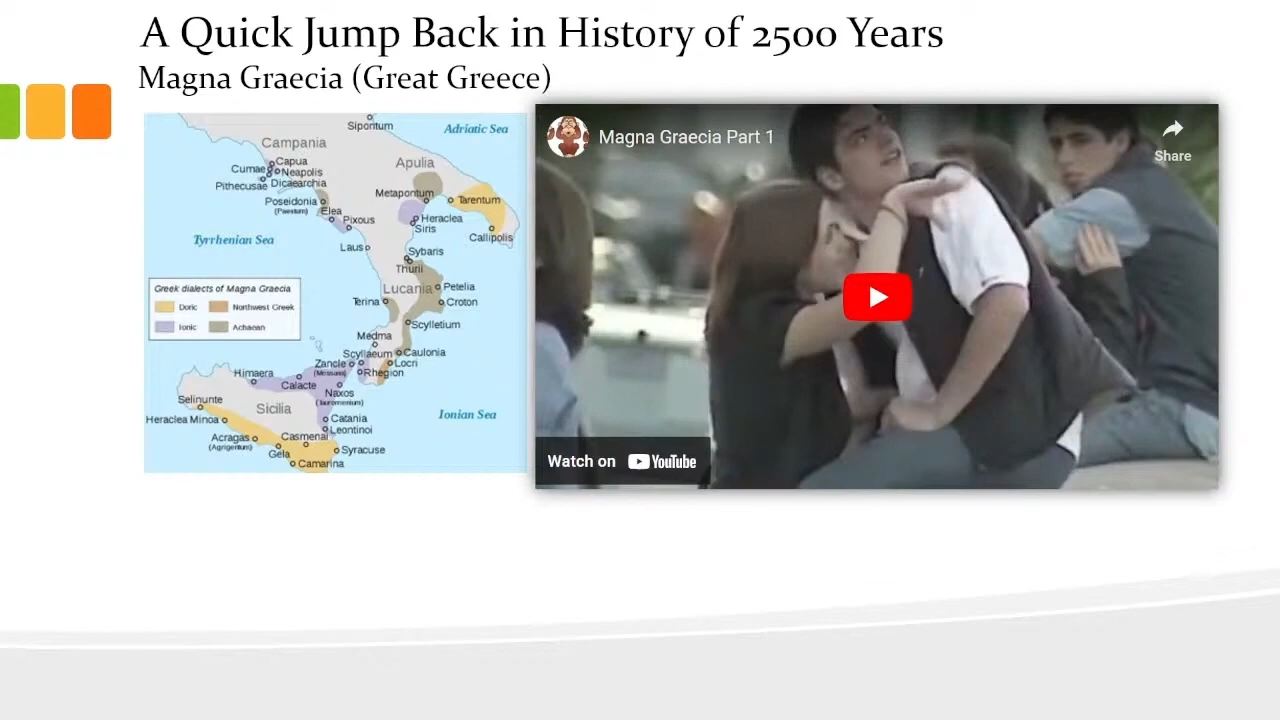 A Quick Jump Back in History of 2500 Years
Magna Graecia (Great Greece)
Sipontum
Adriatic Sea
Campania
Capua
Cumae
Neapolis
Apulia
Pithecusae
Dicaearchia
Metapontum
Tarentum
Poseidonia
(Paestum)
Elea
Pixous
Heraclea
Siris
Callipolis
Tyrrhenian Sea
Laus
Sybaris
Thurii
Greek dialects of Magna Graecia
Doric
Northwest Greek
Ionic
Achaean
Lucania
Petelia
Terina
Croton
Scylletium
Medma
Scyllaeum
Caulonia
Zancle
(Messana)
Locri
Rhegion
Himaera
Calacte
Naxos
(Tauromenium)
Selinunte
Sicilia
Ionian Sea
Heraclea Minoa
Catania
Leontinoi
Acragas
(Agrigentum)
Casmenai
Gela
Syracuse
Camarina
Magna Graecia Part 1
Share
Watch on YouTube